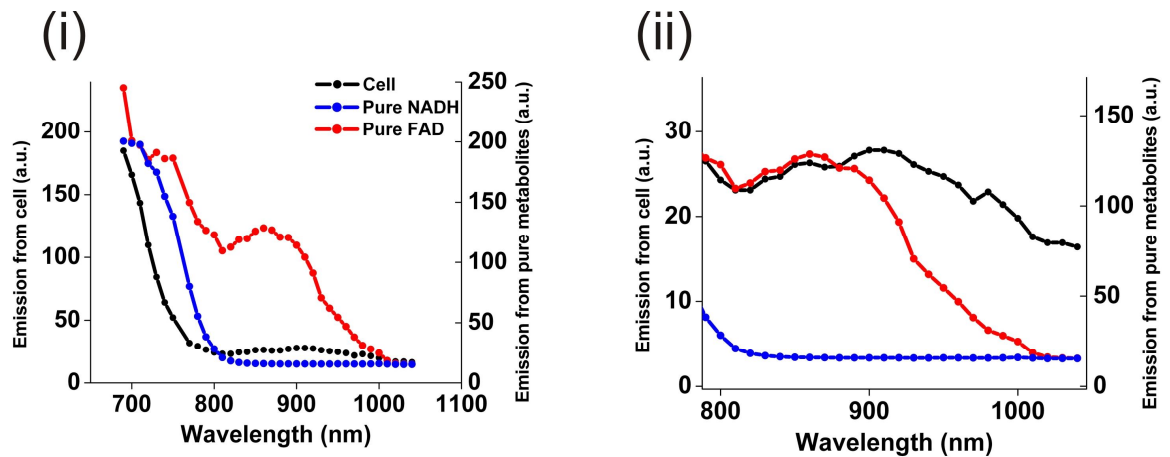 (i)
Emission from cell (a.u.)
200
150
100
50
0
Cell
Pure NADH
Pure FAD
250
200
150
100
50
0
Emission from pure metabolites (a.u.)
700 800 900 1000 1100
Wavelength (nm)
(ii)
Emission from cell (a.u.)
30
20
10
0
150
100
50
0
Emission from pure metabolites (a.u.)
800 900 1000
Wavelength (nm)